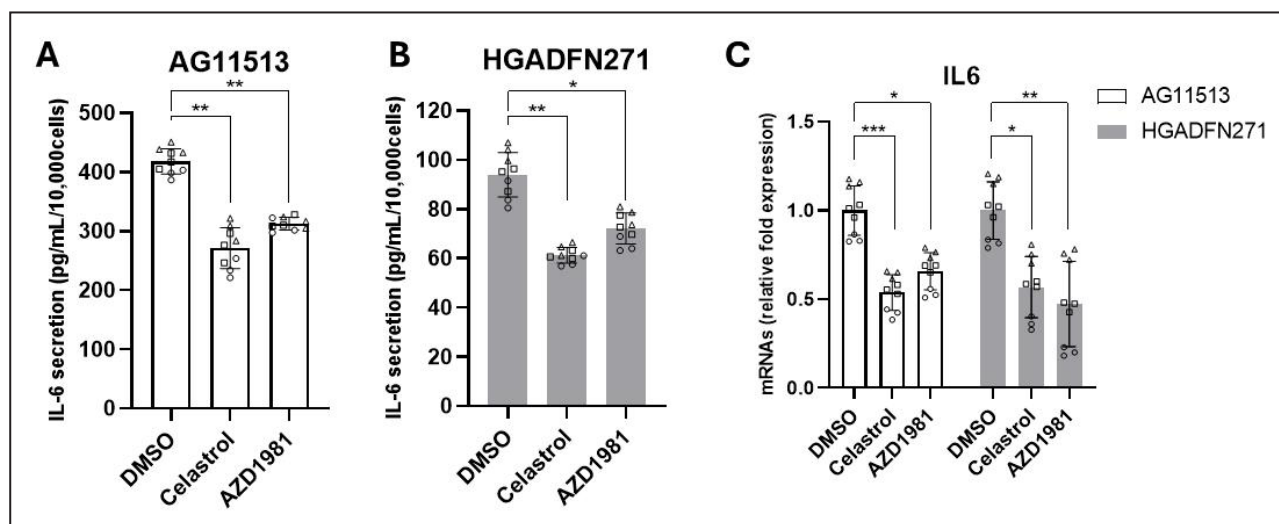 A
AG11513
IL-6 secretion (pg/mL/10,000cells)
500
400
300
200
100
0
**
**
DMSO
Celastrol
AZD1981
B
HGADFN271
IL-6 secretion (pg/mL/10,000cells)
120
100
80
60
40
20
0
*
**
DMSO
Celastrol
AZD1981
C
IL6
AG11513
HGADFN271
mRNAs (relative fold expression)
1.5
1.0
0.5
0.0
*
***
**
*
DMSO
Celastrol
AZD1981
DMSO
Celastrol
AZD1981